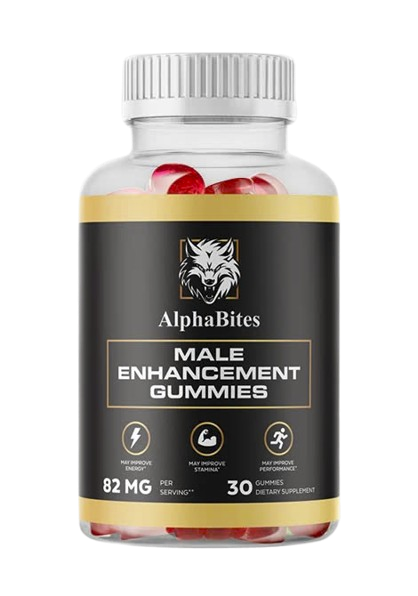 AlphaBites
MALE
ENHANCEMENT
GUMMIES
MAY IMPROVE
ENERGY*
MAY IMPROVE
STAMINA*
MAY IMPROVE
PERFORMANCE*
82 MG PER
SERVING**
30 GUMMIES
DIETARY SUPPLEMENT